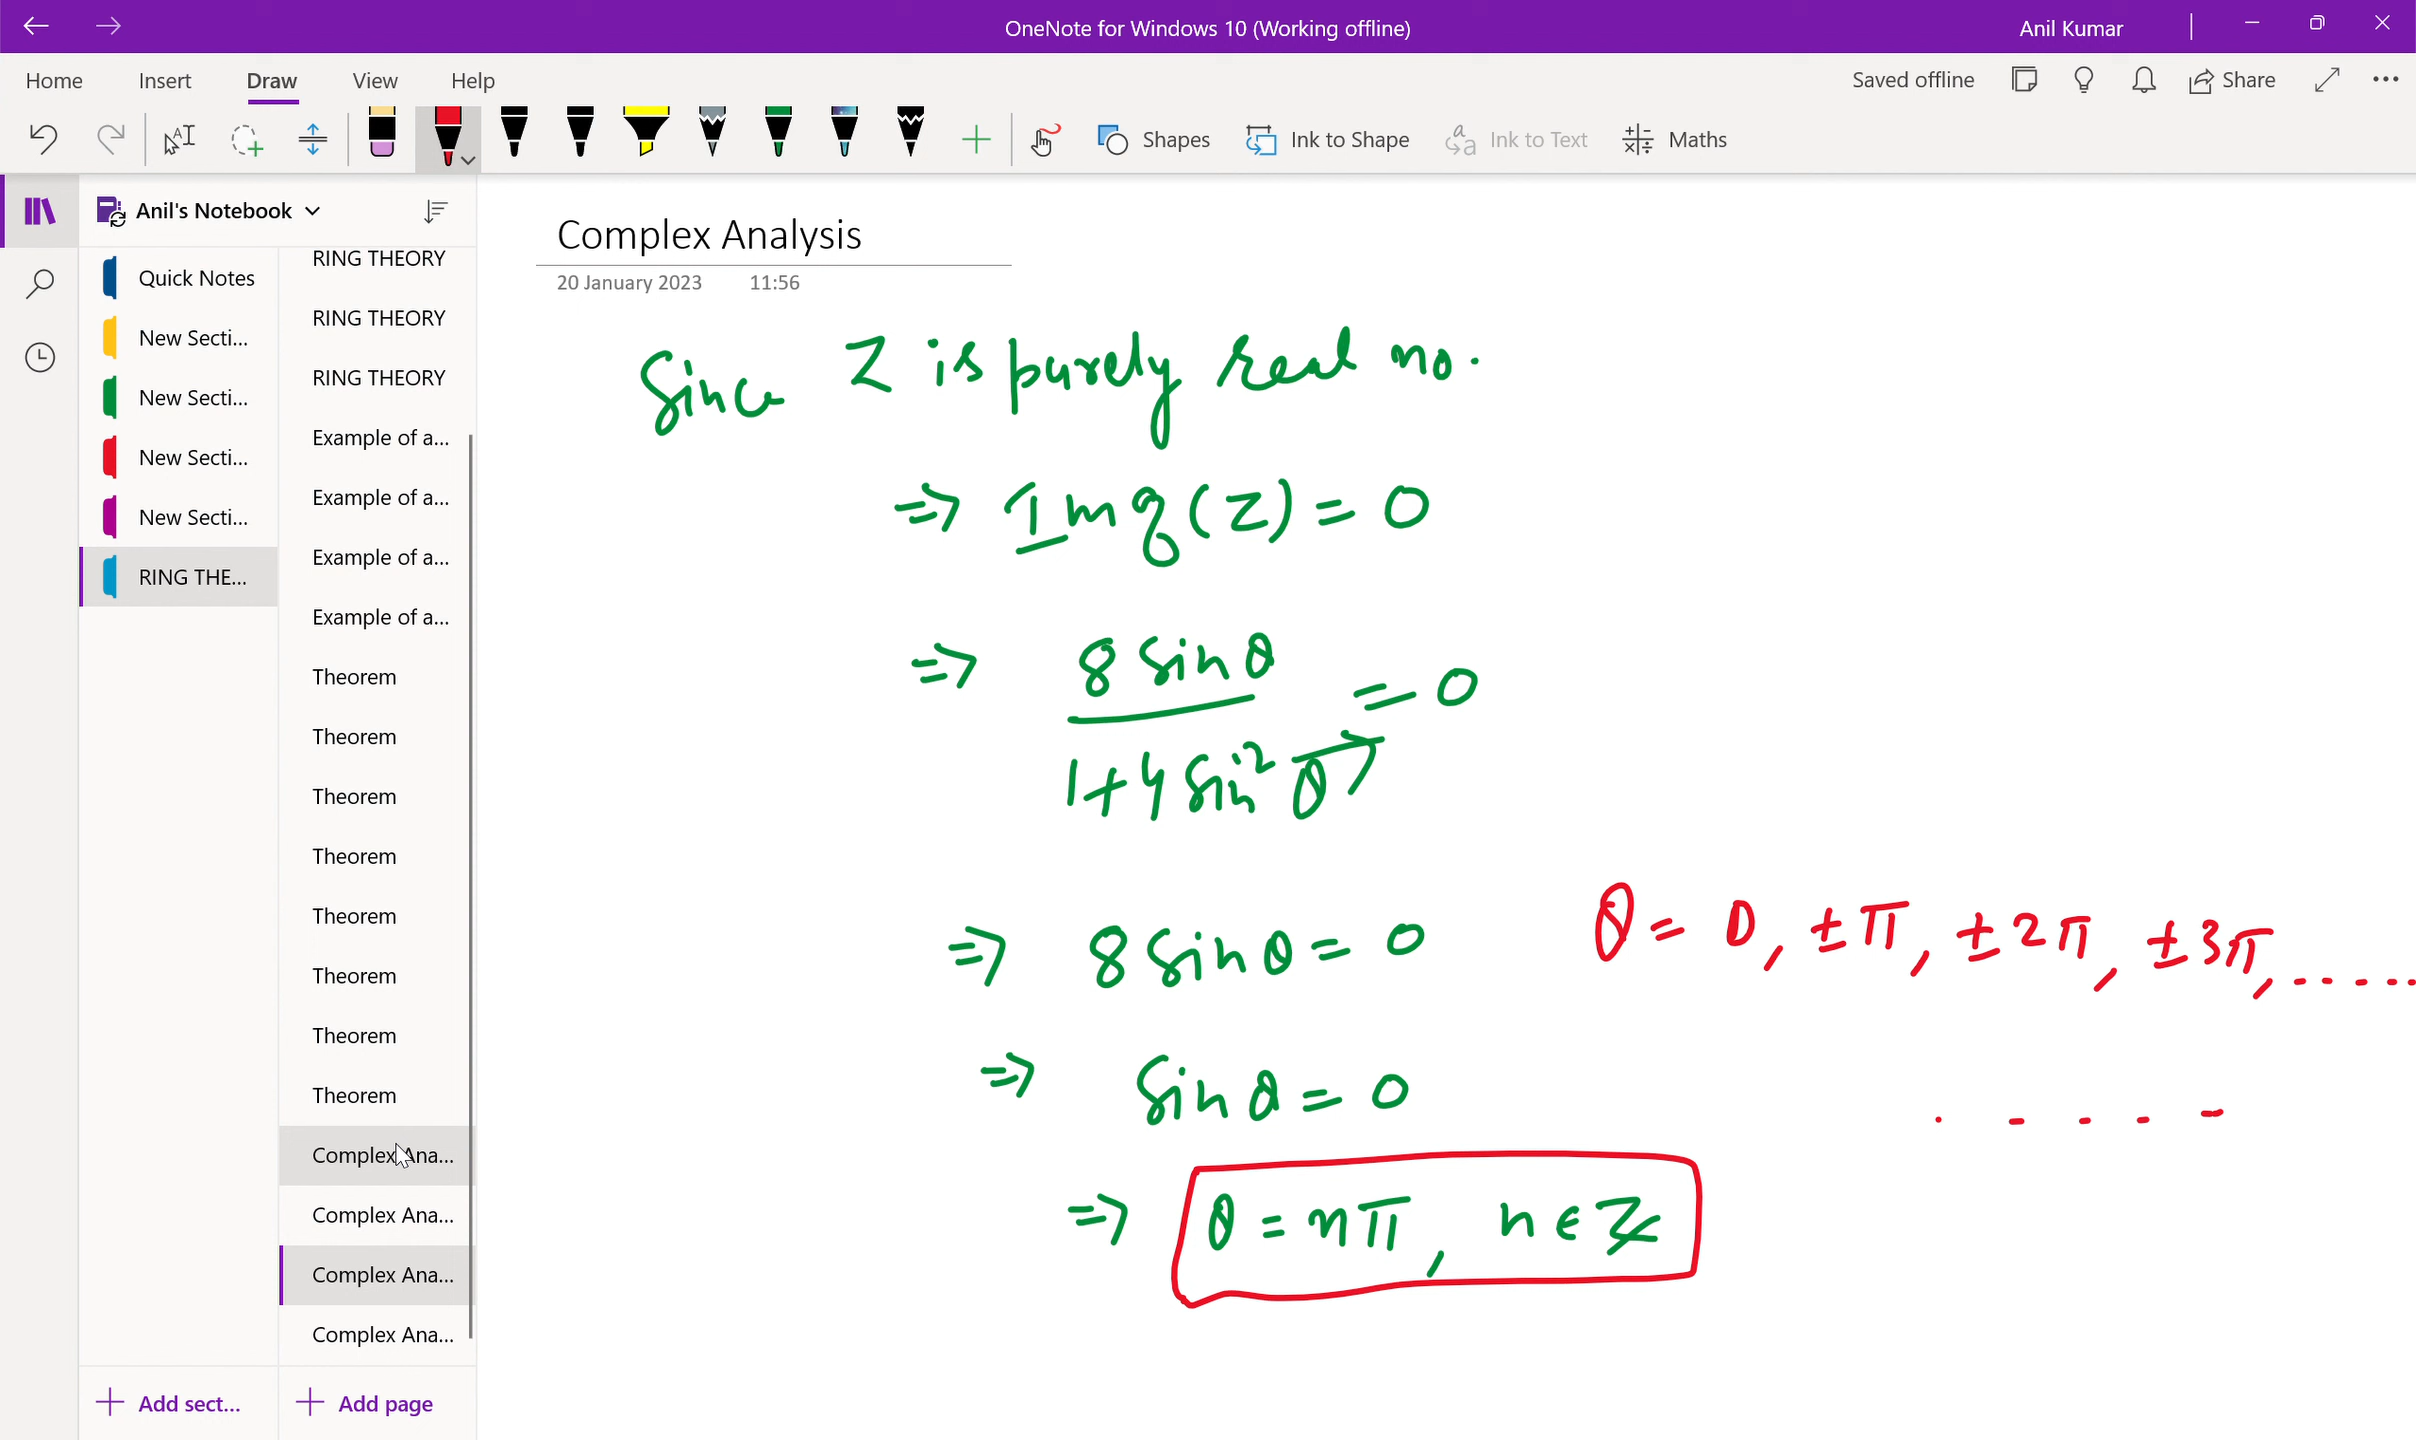 OneNote for Windows 10 (Working offline)
Anil Kumar
Home Insert Draw View Help
Saved offline Share
Shapes Ink to Shape Ink to Text Maths
Anil's Notebook
Quick Notes
New Secti...
New Secti...
New Secti...
New Secti...
RING THE...
RING THEORY
RING THEORY
RING THEORY
Example of a...
Example of a...
Example of a...
Example of a...
Theorem
Theorem
Theorem
Theorem
Theorem
Theorem
Theorem
Theorem
Complex Ana...
Complex Ana...
Complex Ana...
Complex Ana...
Add sect...
Add page
Complex Analysis
20 January 2023 11:56
Since Z is purely real no.
⇒ Img(Z) = 0
⇒ 8 sin θ
= 0
1+4 sin² θ
⇒ 8 sin θ = 0
θ = 0, ±π, ±2π, ±3π, ......
⇒ sin θ = 0
. - - - -
⇒ θ = nπ, n ∈ ℤ